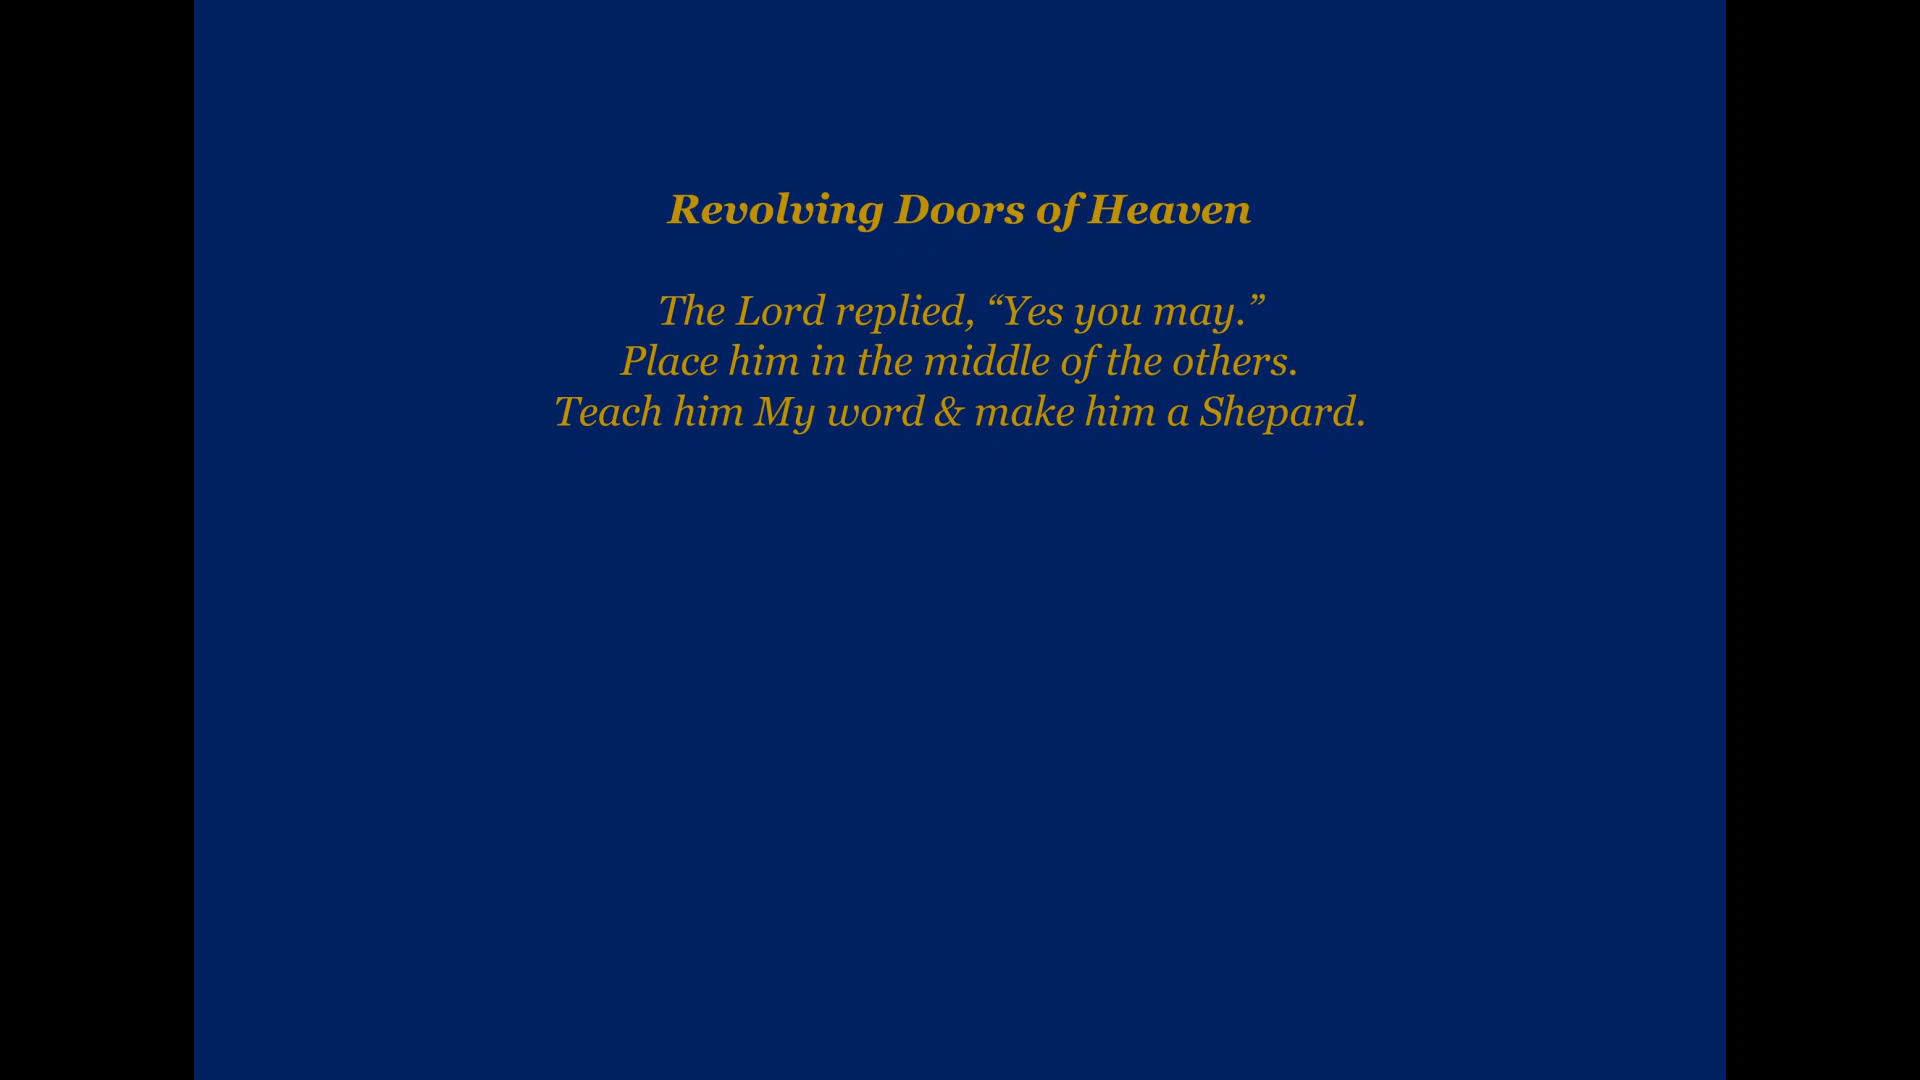 Revolving Doors of Heaven
The Lord replied, “Yes you may.”
Place him in the middle of the others.
Teach him My word & make him a Shepard.